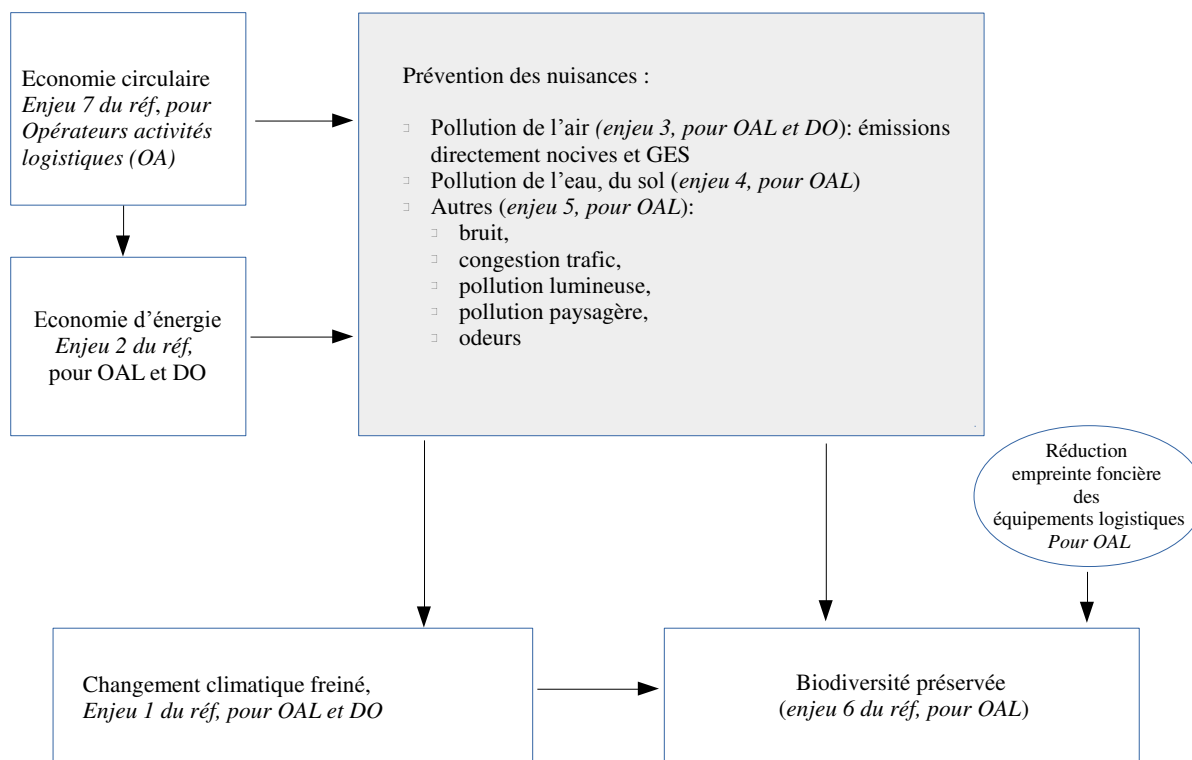 Economie circulaire
Enjeu 7 du réf, pour
Opérateurs activités
logistiques (OA)
Prévention des nuisances :
Pollution de l'air (enjeu 3, pour OAL et DO): émissions
directement nocives et GES
Pollution de l'eau, du sol (enjeu 4, pour OAL)
Autres (enjeu 5, pour OAL):
bruit,
congestion trafic,
pollution lumineuse,
pollution paysagère,
odeurs
Economie d'énergie
Enjeu 2 du réf,
pour OAL et DO
Réduction
empreinte foncière
des
équipements logistiques
Pour OAL
Changement climatique freiné,
Enjeu 1 du réf, pour OAL et DO
Biodiversité préservée
(enjeu 6 du réf, pour OAL)